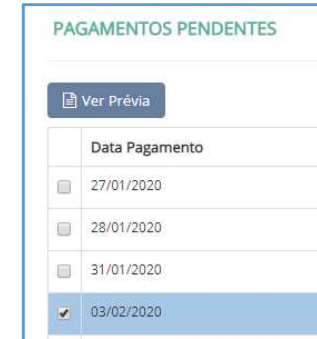 PAGAMENTOS PENDENTES
Ver Prévia
Data Pagamento
27/01/2020
28/01/2020
31/01/2020
03/02/2020